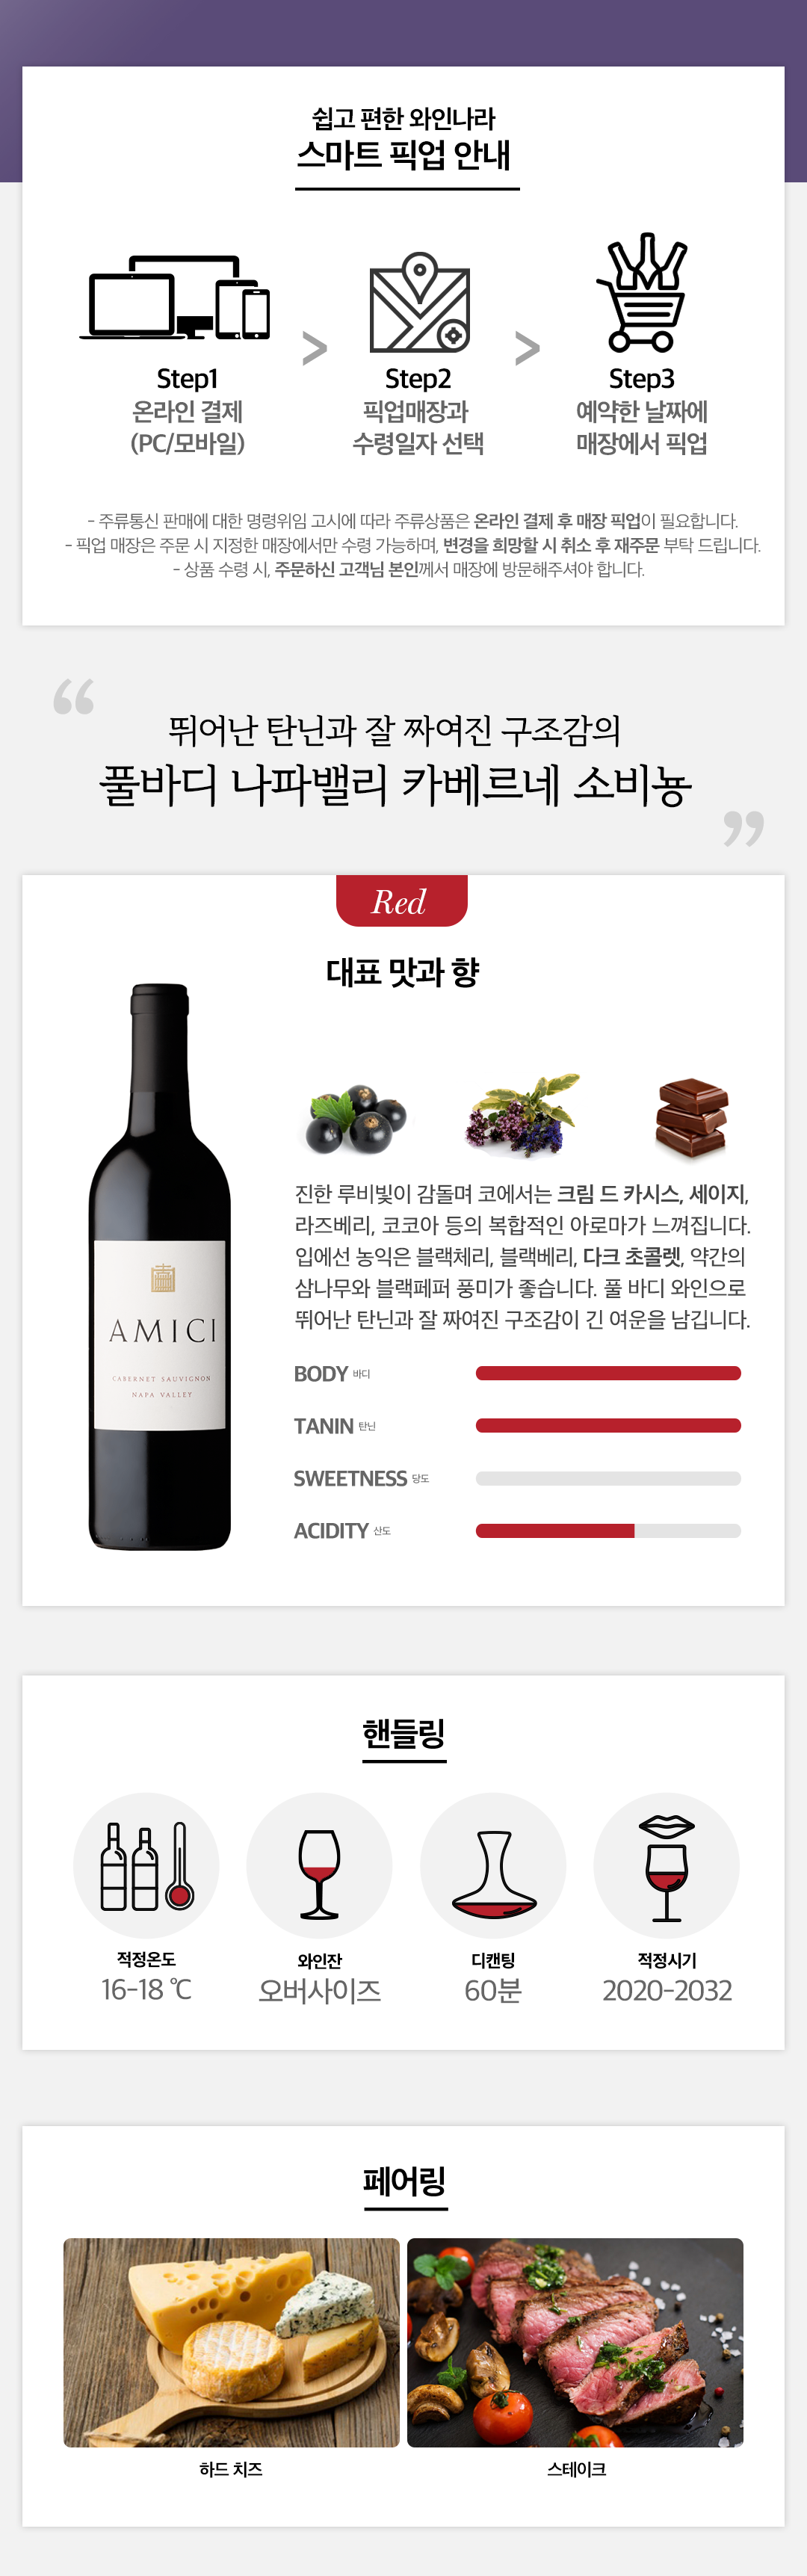 쉽고 편한 와인나라
스마트 픽업 안내
Step1
온라인 결제
(PC/모바일)
>
Step2
픽업매장과
수령일자 선택
>
Step3
예약한 날짜에
매장에서 픽업
- 주류통신 판매에 대한 명령위임 고시에 따라 주류상품은 온라인 결제 후 매장 픽업이 필요합니다.
- 픽업 매장은 주문 시 지정한 매장에서만 수령 가능하며, 변경을 희망할 시 취소 후 재주문 부탁 드립니다.
- 상품 수령 시, 주문하신 고객님 본인께서 매장에 방문해주셔야 합니다.
“
뛰어난 탄닌과 잘 짜여진 구조감의
풀바디 나파밸리 카베르네 소비뇽
”
Red
대표 맛과 향
진한 루비빛이 감돌며 코에서는 크림 드 카시스, 세이지,
라즈베리, 코코아 등의 복합적인 아로마가 느껴집니다.
입에선 농익은 블랙체리, 블랙베리, 다크 초콜렛, 약간의
삼나무와 블랙페퍼 풍미가 좋습니다. 풀 바디 와인으로
뛰어난 탄닌과 잘 짜여진 구조감이 긴 여운을 남깁니다.
AMICI
CABERNET SAUVIGNON
NAPA VALLEY
BODY 바디
TANIN 탄닌
SWEETNESS 당도
ACIDITY 산도
핸들링
적정온도
16-18 ℃
와인잔
오버사이즈
디캔팅
60분
적정시기
2020-2032
페어링
하드 치즈
스테이크